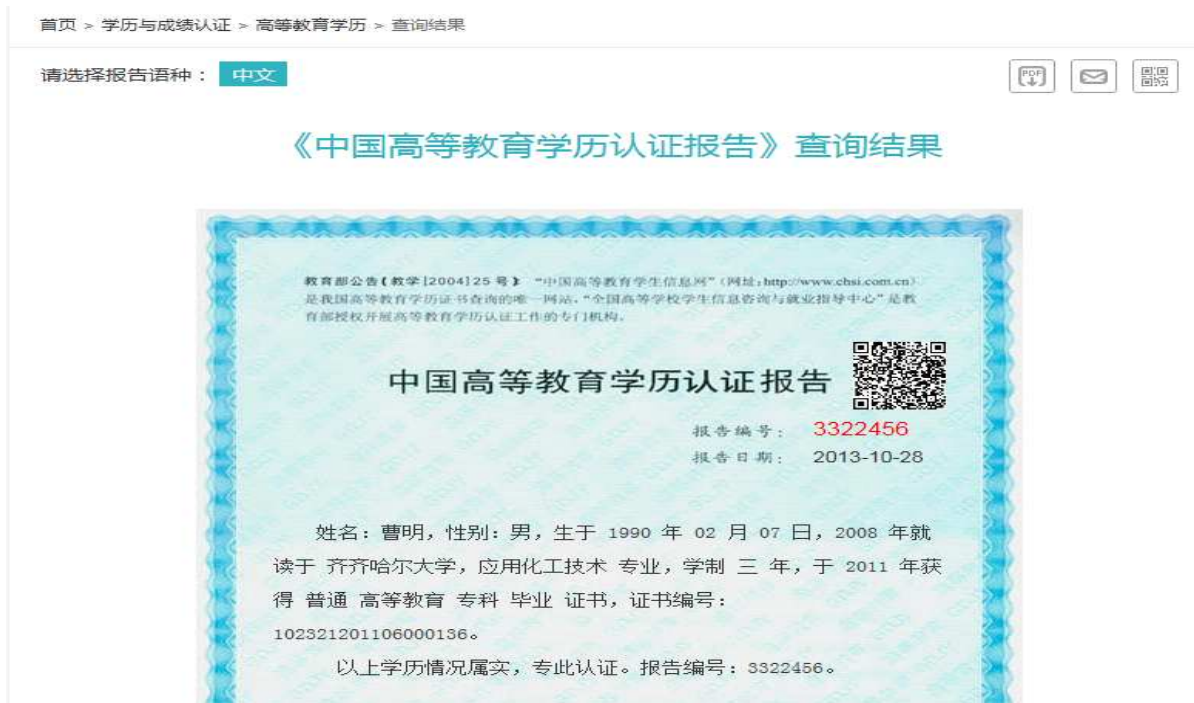 首页 > 学历与成绩认证 > 高等教育学历 > 查询结果
请选择报告语种： 中文
PDF
《中国高等教育学历认证报告》查询结果
教育部公告【教学[2004]25 号】 “中国高等教育学生信息网”（网址：http://www.chsi.com.cn）
是我国高等教育学历证书查询的唯一网站，“全国高等学校学生信息咨询与就业指导中心”是教
育部授权开展高等教育学历认证工作的专门机构。
中国高等教育学历认证报告
报告编号： 3322456
报告日期： 2013-10-28
姓名：曹明，性别：男，生于 1990 年 02 月 07 日，2008 年就
读于 齐齐哈尔大学，应用化工技术 专业，学制 三 年，于 2011 年获
得 普通 高等教育 专科 毕业 证书，证书编号：
102321201106000136。
以上学历情况属实，专此认证。报告编号：3322456。